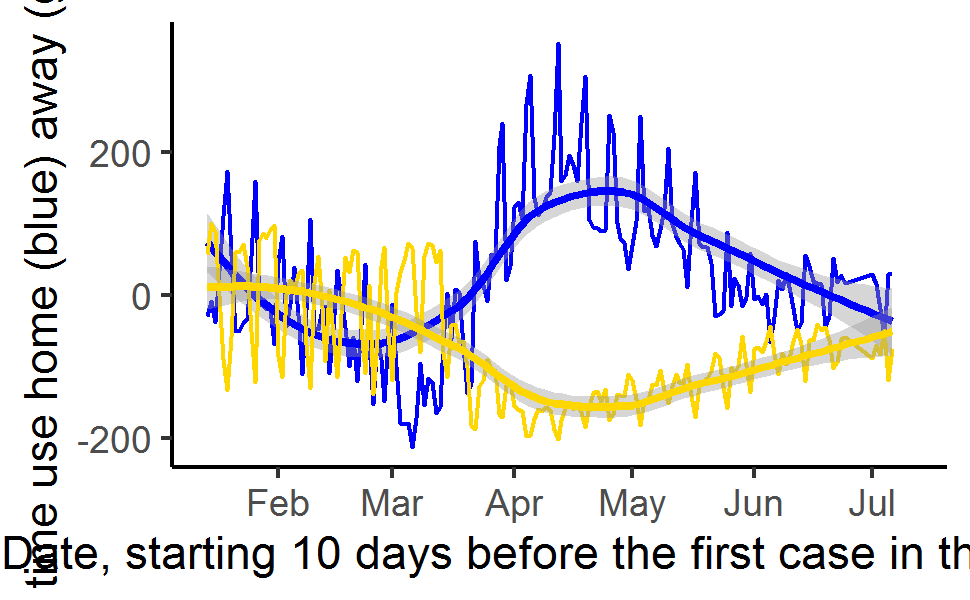 time use home (blue) away (
200
0
-200
Feb Mar Apr May Jun Jul
Date, starting 10 days before the first case in th